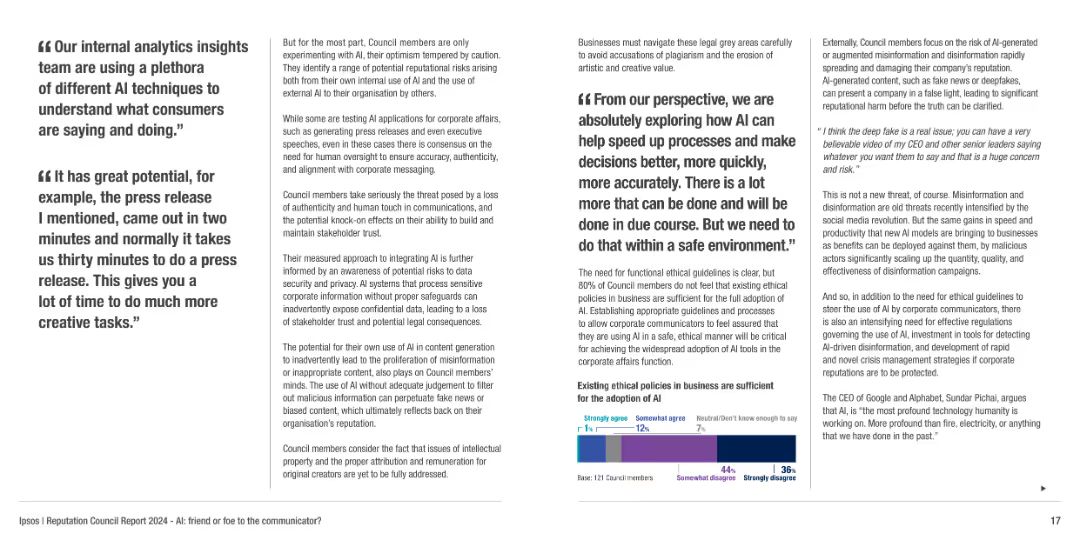 “ Our internal analytics insights
team are using a plethora
of different AI techniques to
understand what consumers
are saying and doing.”
“ It has great potential, for
example, the press release
I mentioned, came out in two
minutes and normally it takes
us thirty minutes to do a press
release. This gives you a
lot of time to do much more
creative tasks.”
But for the most part, Council members are only
experimenting with AI, their optimism tempered by caution.
They identify a range of potential reputational risks arising
both from their own internal use of AI and the use of
external AI to their organisation by others.
While some are testing AI applications for corporate affairs,
such as generating press releases and even executive
speeches, even in these cases there is consensus on the
need for human oversight to ensure accuracy, authenticity,
and alignment with corporate messaging.
Council members take seriously the threat posed by a loss
of authenticity and human touch in communications, and
the potential knock-on effects on their ability to build and
maintain stakeholder trust.
Their measured approach to integrating AI is further
informed by an awareness of potential risks to data
security and privacy. AI systems that process sensitive
corporate information without proper safeguards can
inadvertently expose confidential data, leading to a loss
of stakeholder trust and potential legal consequences.
The potential for their own use of AI in content generation
to inadvertently lead to the proliferation of misinformation
or inappropriate content, also plays on Council members’
minds. The use of AI without adequate judgement to filter
out malicious information can perpetuate fake news or
biased content, which ultimately reflects back on their
organisation’s reputation.
Council members consider the fact that issues of intellectual
property and the proper attribution and remuneration for
original creators are yet to be fully addressed.
Businesses must navigate these legal grey areas carefully
to avoid accusations of plagiarism and the erosion of
artistic and creative value.
“ From our perspective, we are
absolutely exploring how AI can
help speed up processes and make
decisions better, more quickly,
more accurately. There is a lot
more that can be done and will be
done in due course. But we need to
do that within a safe environment.”
The need for functional ethical guidelines is clear, but
80% of Council members do not feel that existing ethical
policies in business are sufficient for the full adoption of
AI. Establishing appropriate guidelines and processes
to allow corporate communicators to feel assured that
they are using AI in a safe, ethical manner will be critical
for achieving the widespread adoption of AI tools in the
corporate affairs function.
Existing ethical policies in business are sufficient
for the adoption of AI
Strongly agree Somewhat agree Neutral/Don’t know enough to say
1% 12% 7%
44% 36%
Base: 121 Council members Somewhat disagree Strongly disagree
Externally, Council members focus on the risk of AI-generated
or augmented misinformation and disinformation rapidly
spreading and damaging their company’s reputation.
AI-generated content, such as fake news or deepfakes,
can present a company in a false light, leading to significant
reputational harm before the truth can be clarified.
“ I think the deep fake is a real issue; you can have a very
believable video of my CEO and other senior leaders saying
whatever you want them to say and that is a huge concern
and risk.”
This is not a new threat, of course. Misinformation and
disinformation are old threats recently intensified by the
social media revolution. But the same gains in speed and
productivity that new AI models are bringing to businesses
as benefits can be deployed against them, by malicious
actors significantly scaling up the quantity, quality, and
effectiveness of disinformation campaigns.
And so, in addition to the need for ethical guidelines to
steer the use of AI by corporate communicators, there
is also an intensifying need for effective regulations
governing the use of AI, investment in tools for detecting
AI-driven disinformation, and development of rapid
and novel crisis management strategies if corporate
reputations are to be protected.
The CEO of Google and Alphabet, Sundar Pichai, argues
that AI, is “the most profound technology humanity is
working on. More profound than fire, electricity, or anything
that we have done in the past.”
Ipsos | Reputation Council Report 2024 - AI: friend or foe to the communicator?
17